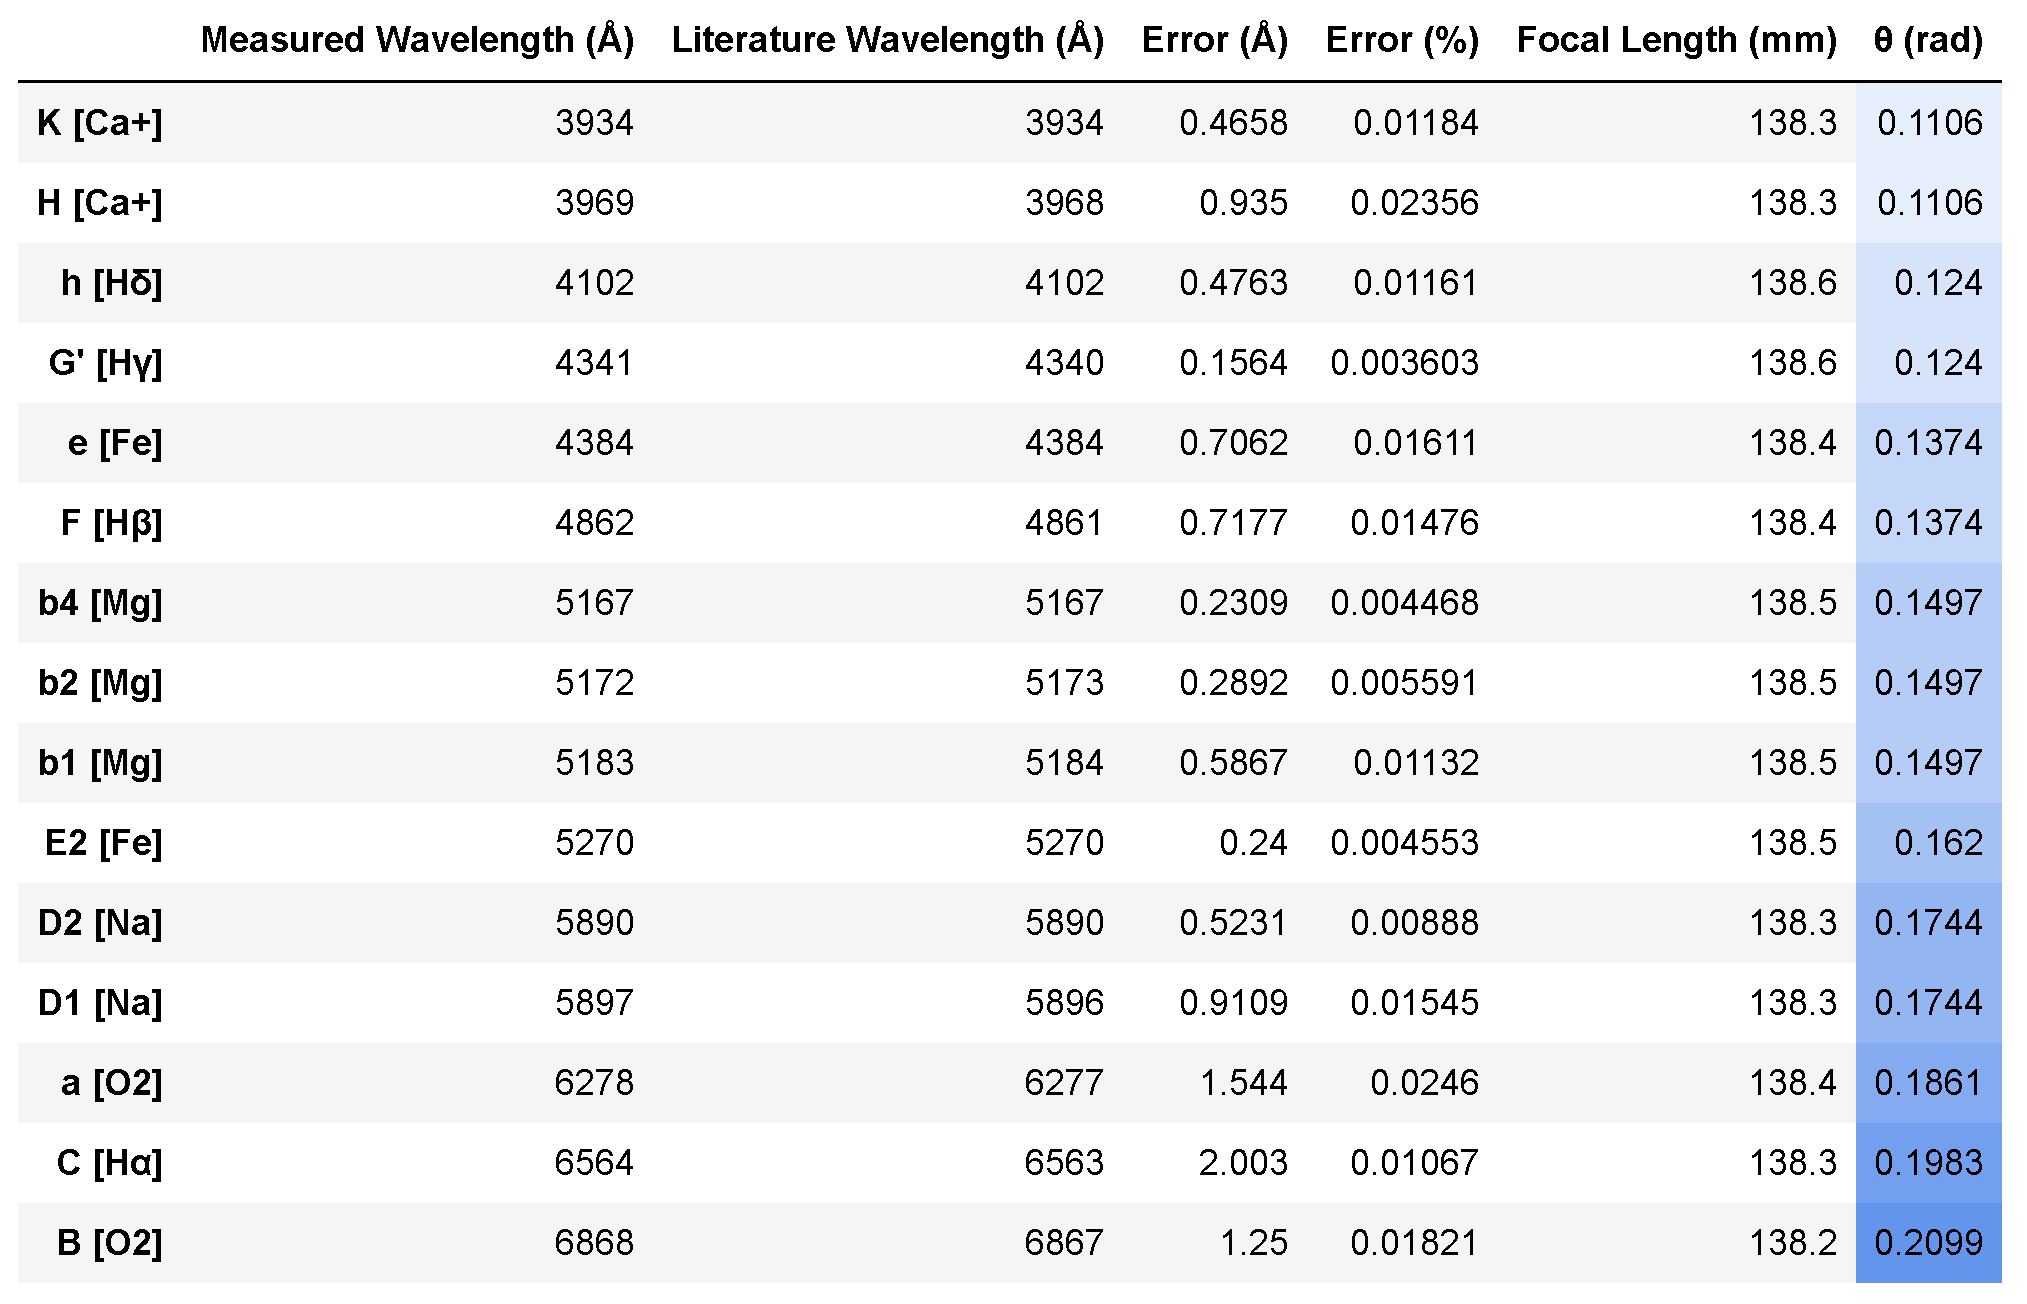 Measured Wavelength (Å) Literature Wavelength (Å) Error (Å) Error (%) Focal Length (mm) θ (rad)
K [Ca+] 3934 3934 0.4658 0.01184 138.3 0.1106
H [Ca+] 3969 3968 0.935 0.02356 138.3 0.1106
h [Hδ] 4102 4102 0.4763 0.01161 138.6 0.124
G' [Hγ] 4341 4340 0.1564 0.003603 138.6 0.124
e [Fe] 4384 4384 0.7062 0.01611 138.4 0.1374
F [Hβ] 4862 4861 0.7177 0.01476 138.4 0.1374
b4 [Mg] 5167 5167 0.2309 0.004468 138.5 0.1497
b2 [Mg] 5172 5173 0.2892 0.005591 138.5 0.1497
b1 [Mg] 5183 5184 0.5867 0.01132 138.5 0.1497
E2 [Fe] 5270 5270 0.24 0.004553 138.5 0.162
D2 [Na] 5890 5890 0.5231 0.00888 138.3 0.1744
D1 [Na] 5897 5896 0.9109 0.01545 138.3 0.1744
a [O2] 6278 6277 1.544 0.0246 138.4 0.1861
C [Hα] 6564 6563 2.003 0.01067 138.3 0.1983
B [O2] 6868 6867 1.25 0.01821 138.2 0.2099